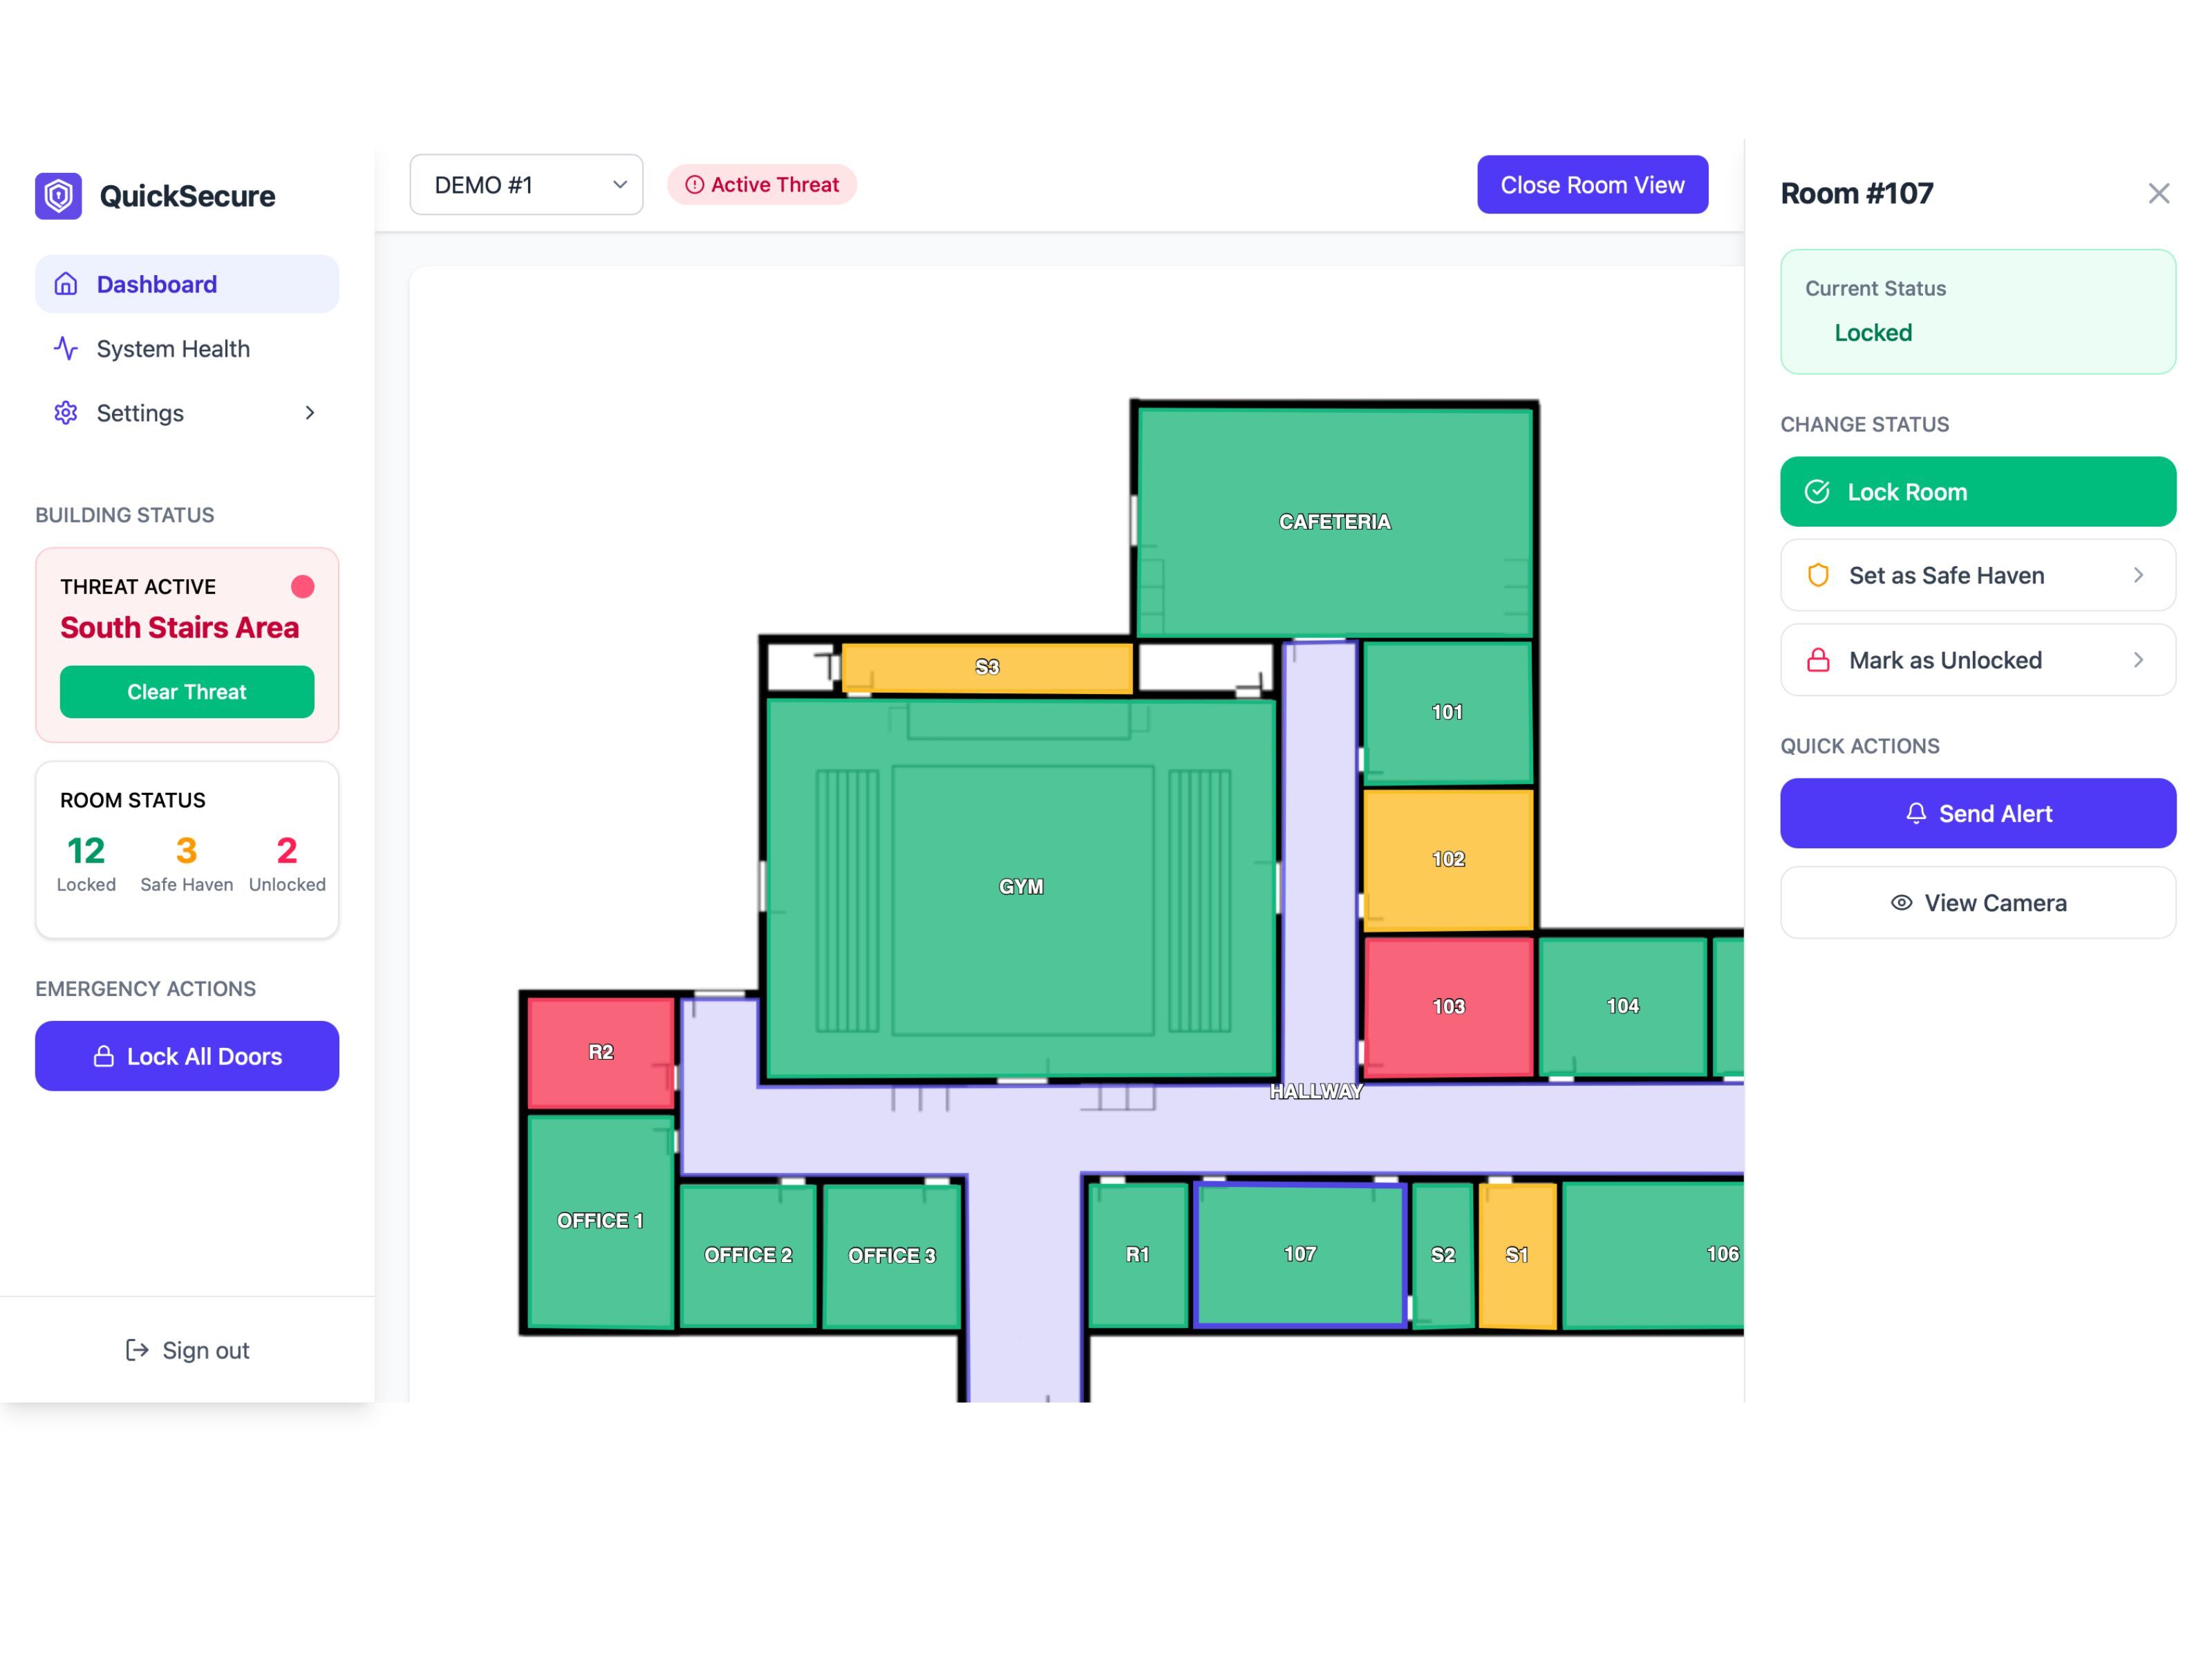 QuickSecure
Dashboard
System Health
Settings
BUILDING STATUS
THREAT ACTIVE
South Stairs Area
Clear Threat
ROOM STATUS
12 3 2
Locked Safe Haven Unlocked
EMERGENCY ACTIONS
Lock All Doors
Sign out
DEMO #1
Active Threat
Close Room View
CAFETERIA
S3
101
GYM
102
103
104
R2
HALLWAY
OFFICE 1
OFFICE 2
OFFICE 3
R1
107
S2
S1
106
Room #107
Current Status
Locked
CHANGE STATUS
Lock Room
Set as Safe Haven
Mark as Unlocked
QUICK ACTIONS
Send Alert
View Camera